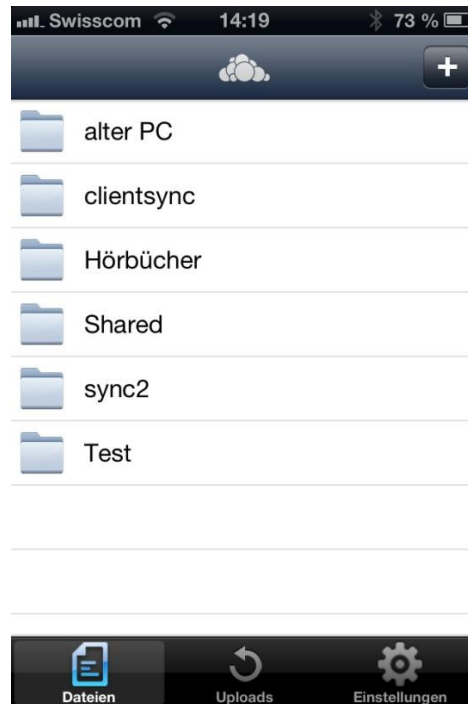 Swisscom 14:19 73 %
+
alter PC
clientsync
Hörbücher
Shared
sync2
Test
Dateien Uploads Einstellungen